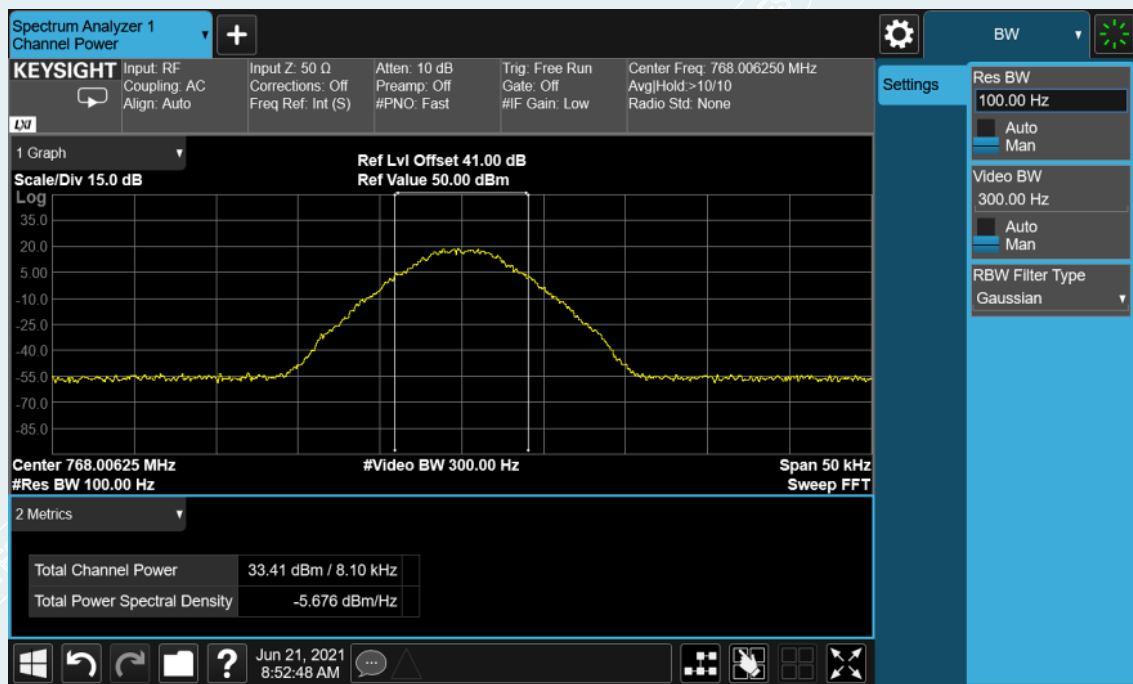 Spectrum Analyzer 1
Channel Power
+
BW
KEYSIGHT
LXI
Input: RF
Coupling: AC
Align: Auto
Input Z: 50 Ω
Corrections: Off
Freq Ref: Int (S)
Atten: 10 dB
Preamp: Off
#PNO: Fast
Trig: Free Run
Gate: Off
#IF Gain: Low
Center Freq: 768.006250 MHz
Avg|Hold:>10/10
Radio Std: None
Settings
Res BW
100.00 Hz
Auto
Man
Video BW
300.00 Hz
Auto
Man
RBW Filter Type
Gaussian
1 Graph
Scale/Div 15.0 dB
Ref Lvl Offset 41.00 dB
Ref Value 50.00 dBm
Log
35.0
20.0
5.00
-10.0
-25.0
-40.0
-55.0
-70.0
-85.0
Center 768.00625 MHz
#Res BW 100.00 Hz
#Video BW 300.00 Hz
Span 50 kHz
Sweep FFT
2 Metrics
Total Channel Power 33.41 dBm / 8.10 kHz
Total Power Spectral Density -5.676 dBm/Hz
?
Jun 21, 2021
8:52:48 AM